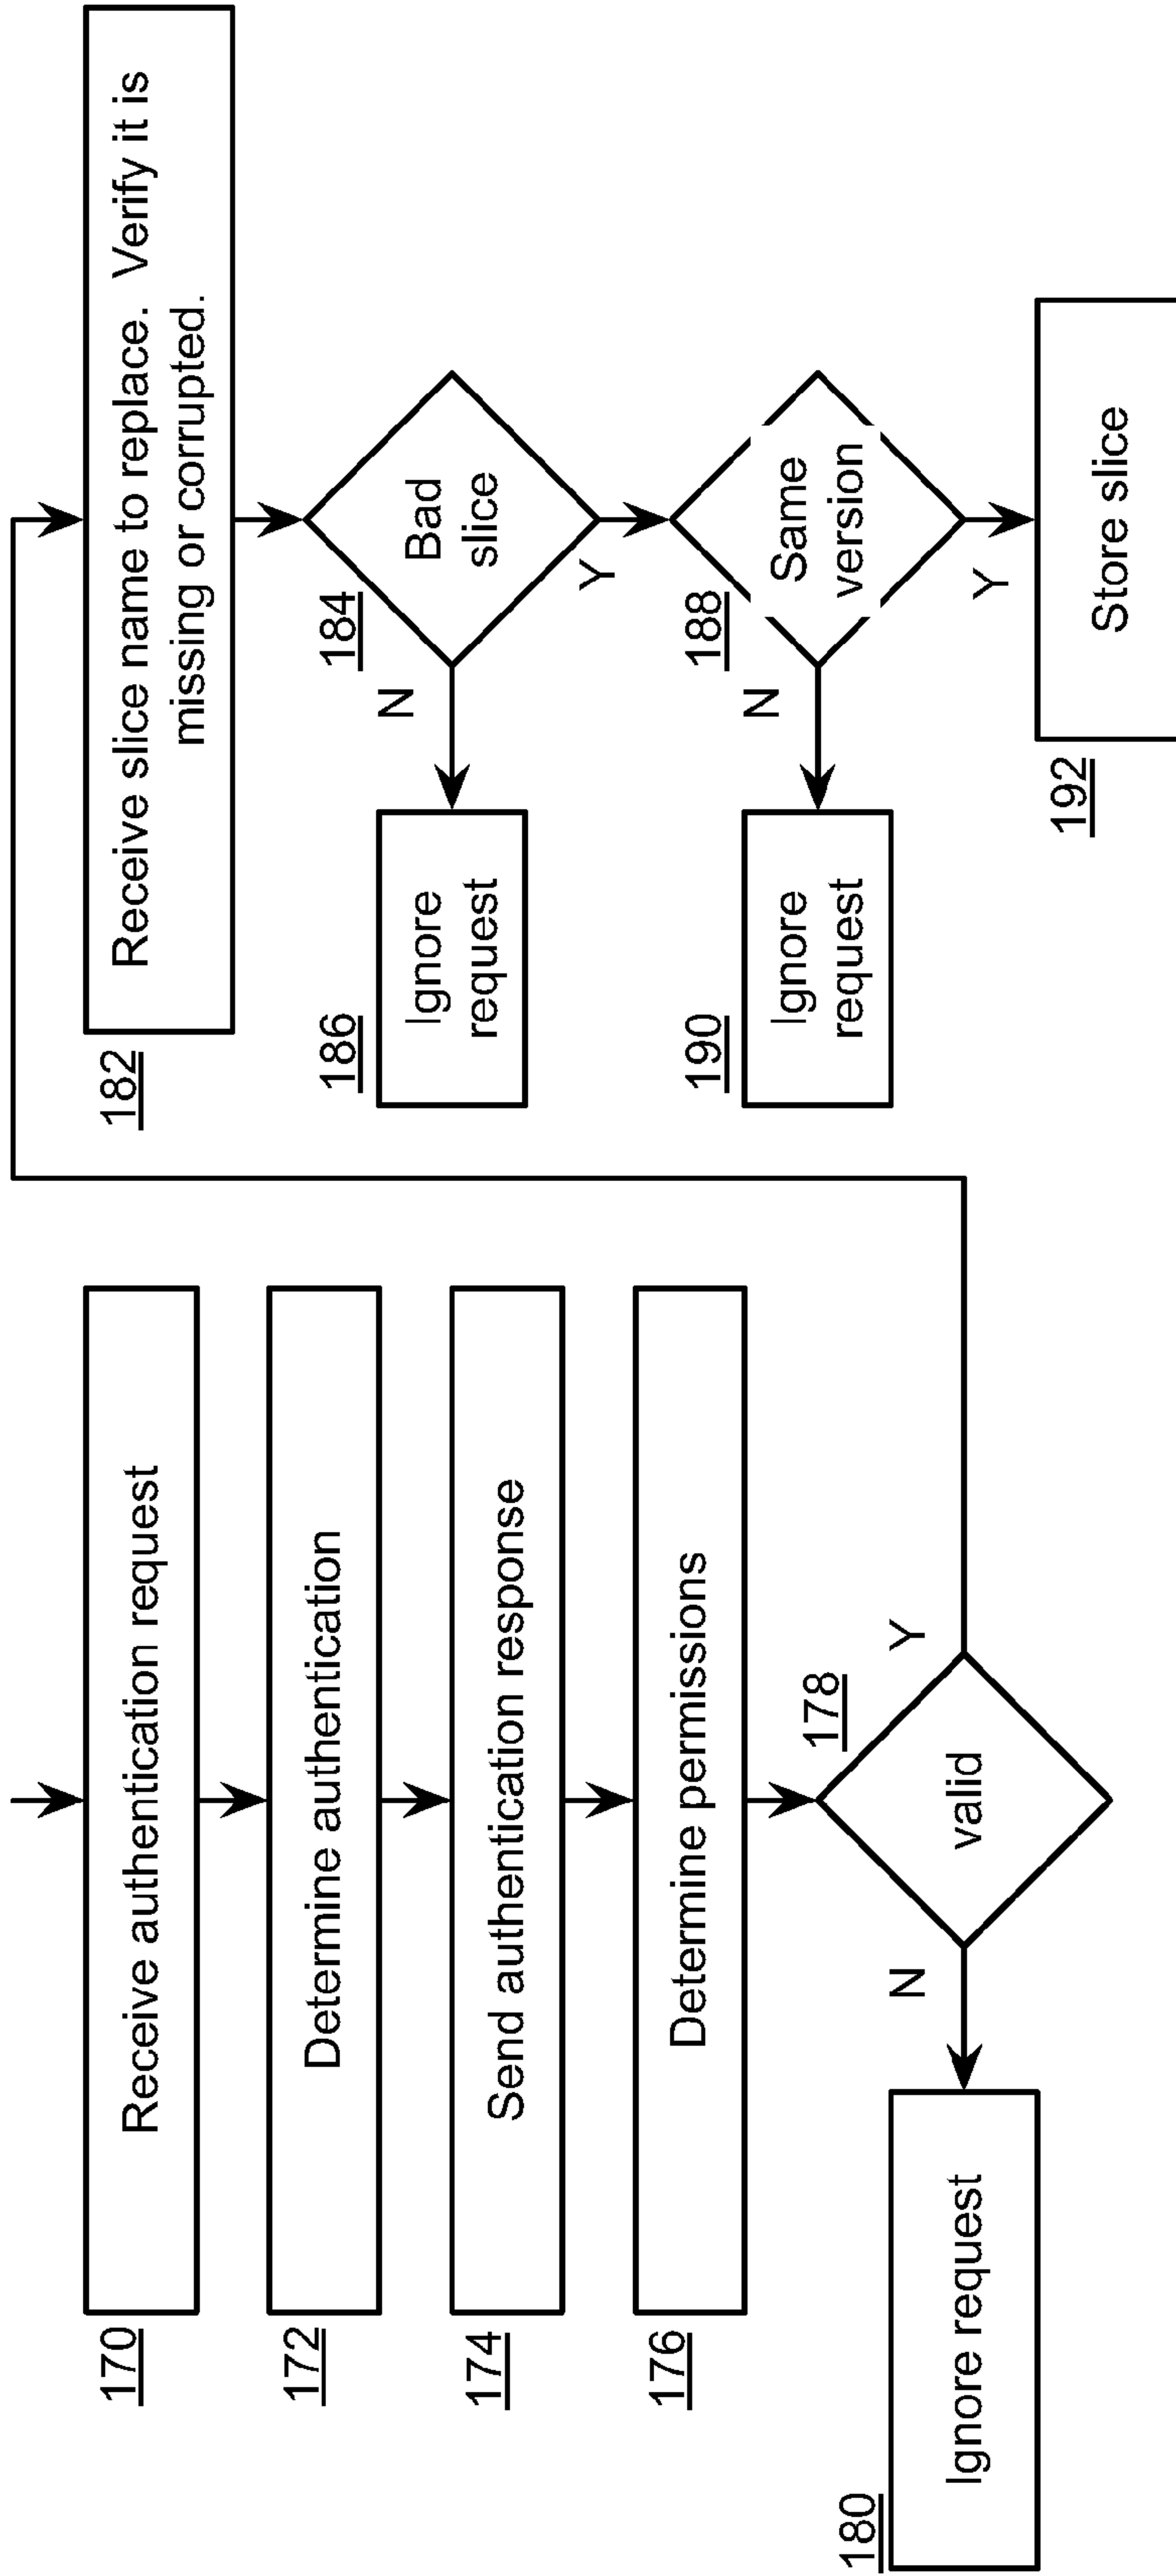 170
Receive authentication request
172
Determine authentication
174
Send authentication response
176
Determine permissions
178
valid
N
Y
180
Ignore request
182
Receive slice name to replace. Verify it is
missing or corrupted.
184
Bad
slice
N
Y
186
Ignore
request
188
Same
version
N
Y
190
Ignore
request
192
Store slice